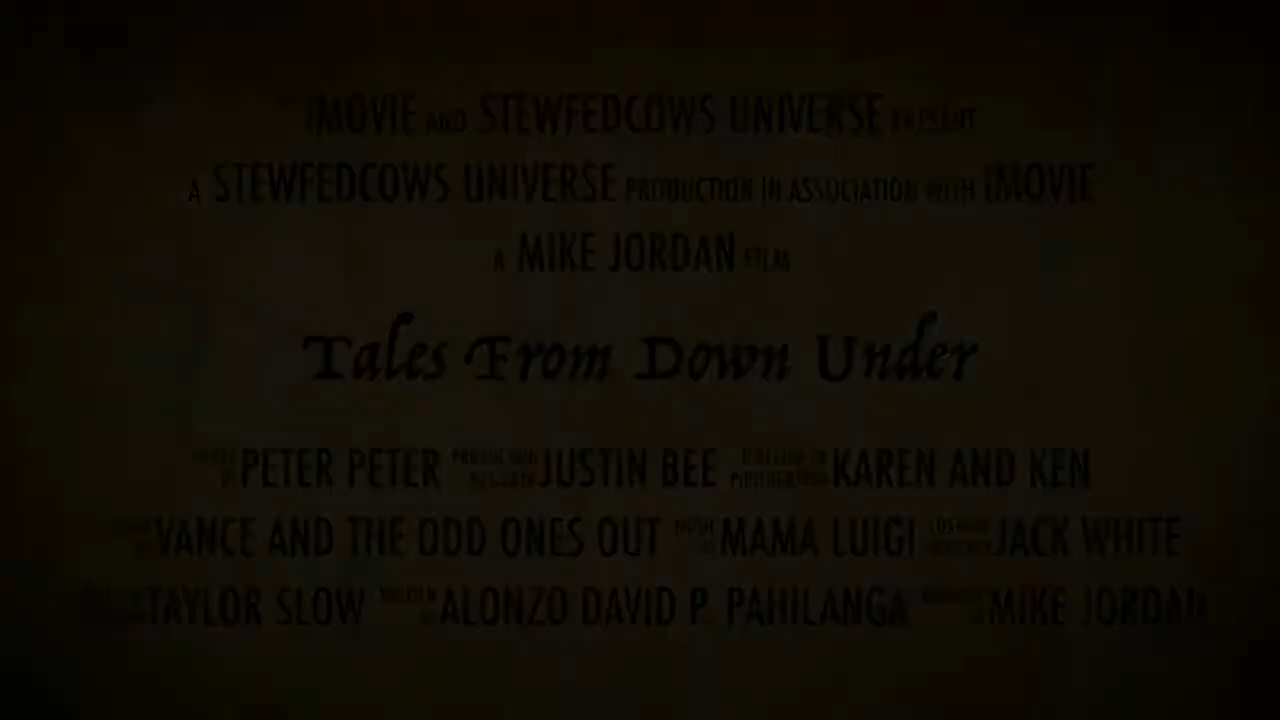 IMOVIE AND STEWFEDCOWS UNIVERSE PRESENT
A STEWFEDCOWS UNIVERSE PRODUCTION IN ASSOCIATION WITH IMOVIE
A MIKE JORDAN FILM
Tales From Down Under
PETER PETER JUSTIN BEE KAREN AND KEN
VANCE AND THE ODD ONES OUT MAMA LUIGI JACK WHITE
TAYLOR SLOW ALONZO DAVID P. PAHILANGA MIKE JORDAN